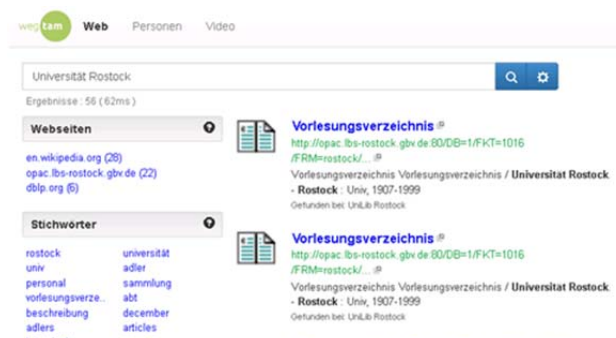 wegtam Web Personen Video
Universität Rostock
Ergebnisse: 56 (62ms)
Webseiten
en.wikipedia.org (28)
opac.lbs-rostock.gbv.de (22)
dblp.org (6)
Stichwörter
rostock universität
univ adler
personal sammlung
vorlesungsverze.. abt
beschreibung december
adlers articles
Vorlesungsverzeichnis
http://opac.lbs-rostock.gbv.de:80/DB=1/FKT=1016
/FRM=rostock/...
Vorlesungsverzeichnis Vorlesungsverzeichnis / Universitat Rostock
- Rostock : Univ, 1907-1999
Gefunden bei: UniLib Rostock
Vorlesungsverzeichnis
http://opac.lbs-rostock.gbv.de:80/DB=1/FKT=1016
/FRM=rostock/...
Vorlesungsverzeichnis Vorlesungsverzeichnis / Universitat Rostock
- Rostock : Univ, 1907-1999
Gefunden bei: UniLib Rostock